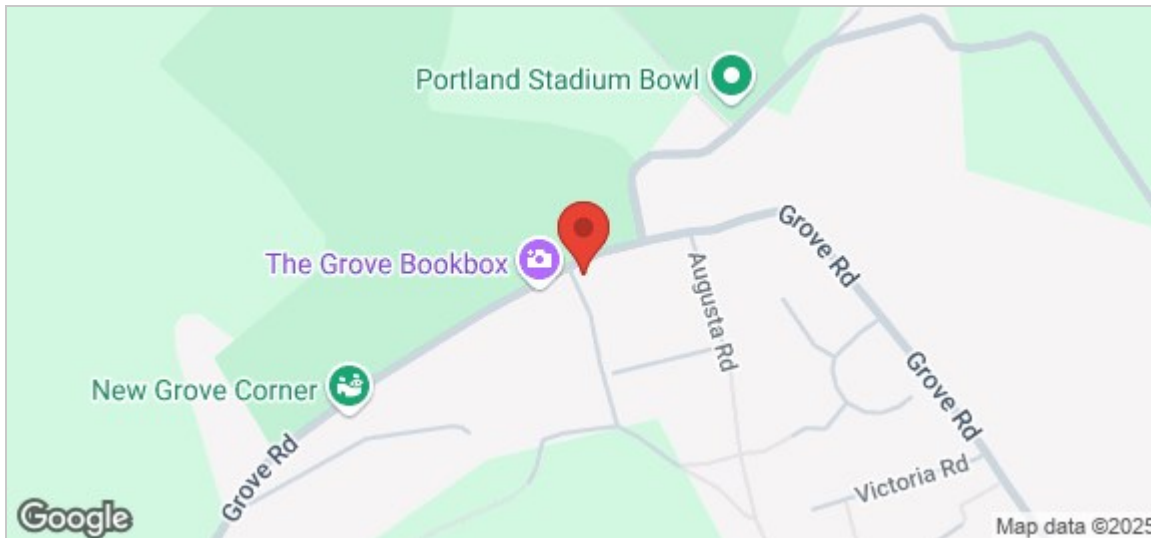 Portland Stadium Bowl
Grove Rd
The Grove Bookbox
Augusta Rd
New Grove Corner
Grove Rd
Grove Rd
Victoria Rd
Google
Map data ©2025